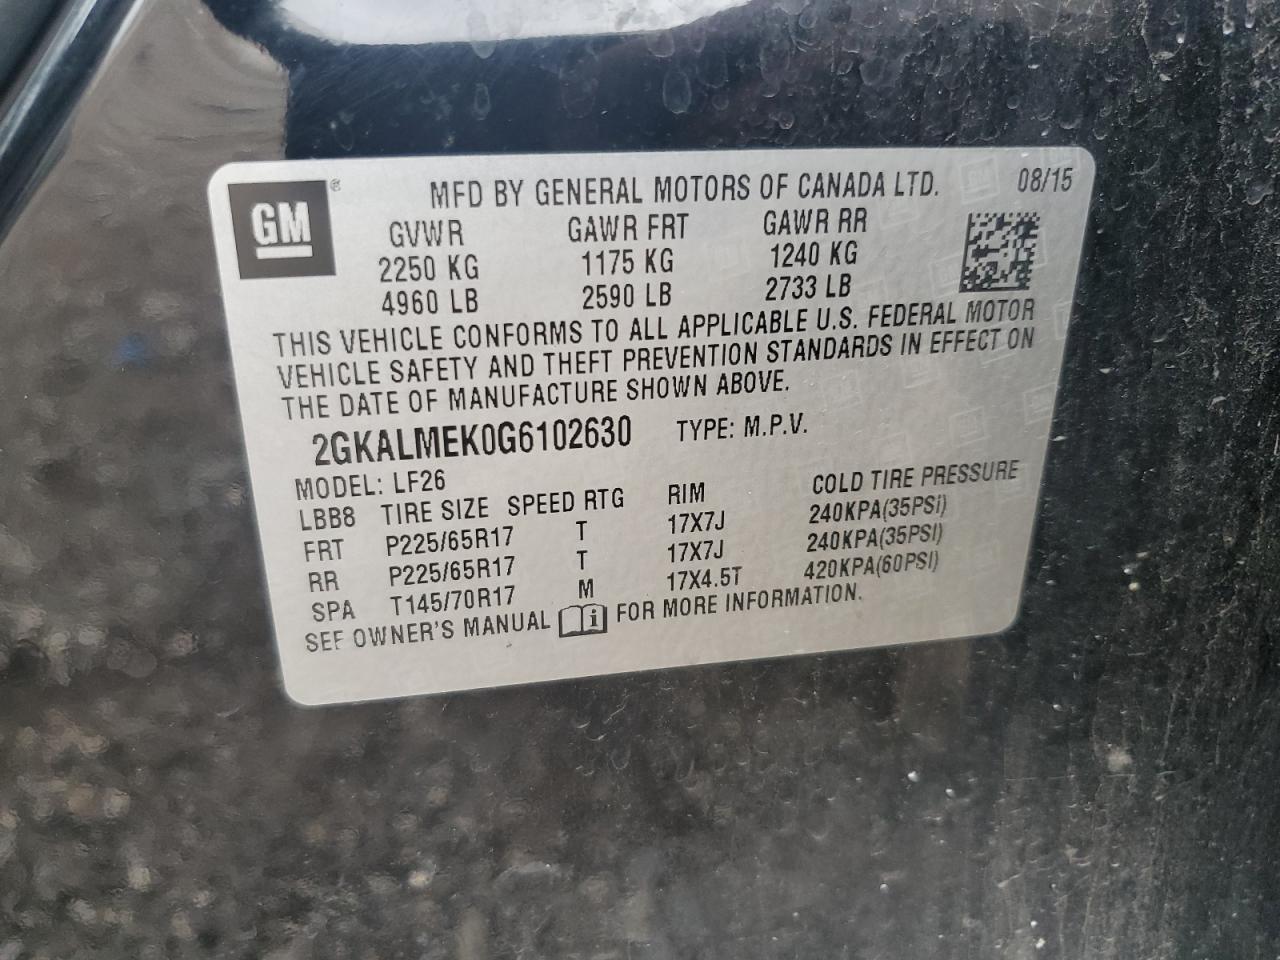 GM ® MFD BY GENERAL MOTORS OF CANADA LTD. 08/15
GVWR GAWR FRT GAWR RR
2250 KG 1175 KG 1240 KG
4960 LB 2590 LB 2733 LB
THIS VEHICLE CONFORMS TO ALL APPLICABLE U.S. FEDERAL MOTOR
VEHICLE SAFETY AND THEFT PREVENTION STANDARDS IN EFFECT ON
THE DATE OF MANUFACTURE SHOWN ABOVE.
2GKALMEK0G6102630 TYPE: M.P.V.
MODEL: LF26
LBB8 TIRE SIZE SPEED RTG RIM COLD TIRE PRESSURE
FRT P225/65R17 T 17X7J 240KPA(35PSI)
RR P225/65R17 T 17X7J 240KPA(35PSI)
SPA T145/70R17 M 17X4.5T 420KPA(60PSI)
SEE OWNER'S MANUAL i FOR MORE INFORMATION.